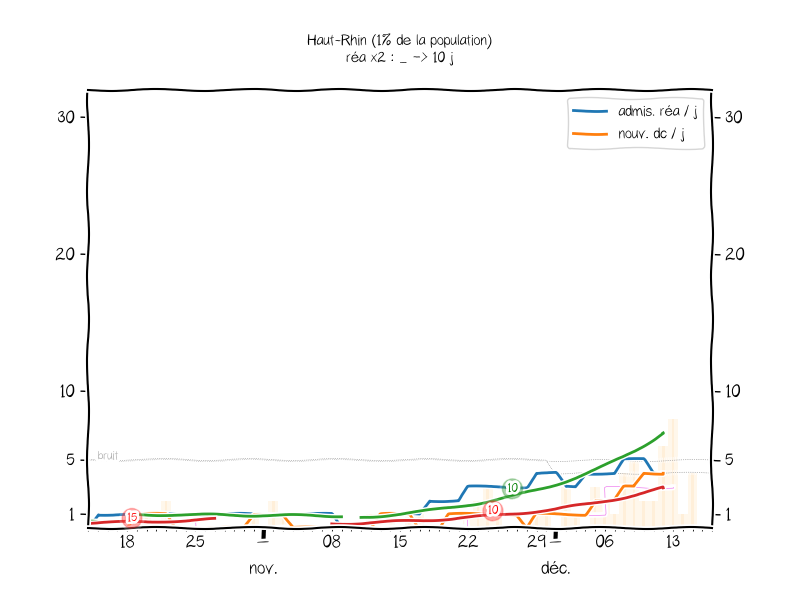 Haut-Rhin (1% de la population)
réa x2 : _ -> 10 j
admis. réa / j
nouv. dc / j
30 30
20 20
10 10
5 bruit 5
10
10
15
1 1
18 25 08 15 22 29 06 13
nov. déc.